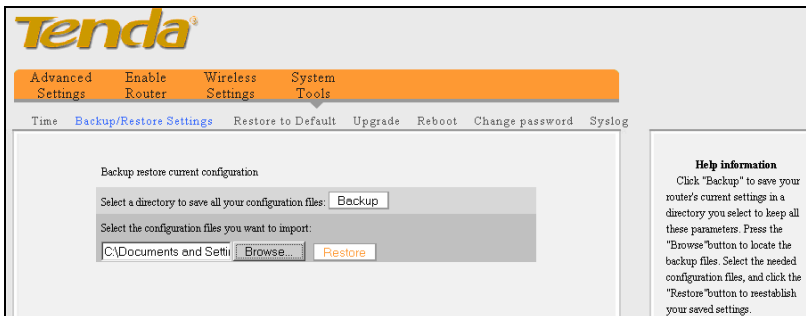 Tenda®
Advanced Settings
Enable Router
Wireless Settings
System Tools
Time Backup/Restore Settings Restore to Default Upgrade Reboot Change password Syslog
Backup restore current configuration
Select a directory to save all your configuration files: Backup
Select the configuration files you want to import:
C:\Documents and Settin Browse... Restore
Help information
Click "Backup" to save your
router's current settings in a
directory you select to keep all
these parameters. Press the
"Browse"button to locate the
backup files. Select the needed
configuration files, and click the
"Restore"button to reestablish
your saved settings.